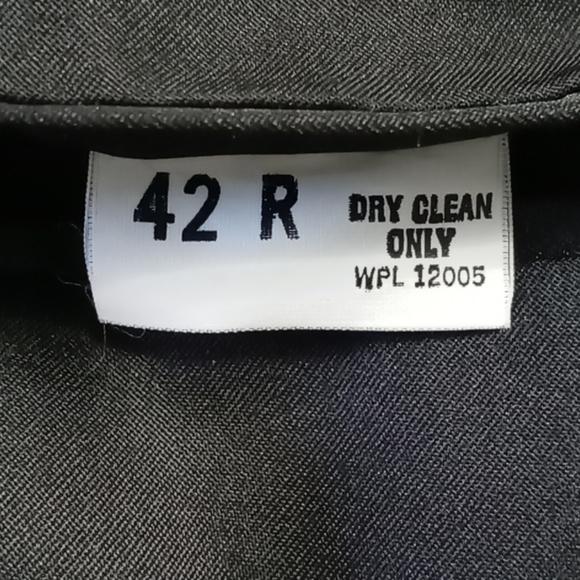 42 R
DRY CLEAN
ONLY
WPL 12005